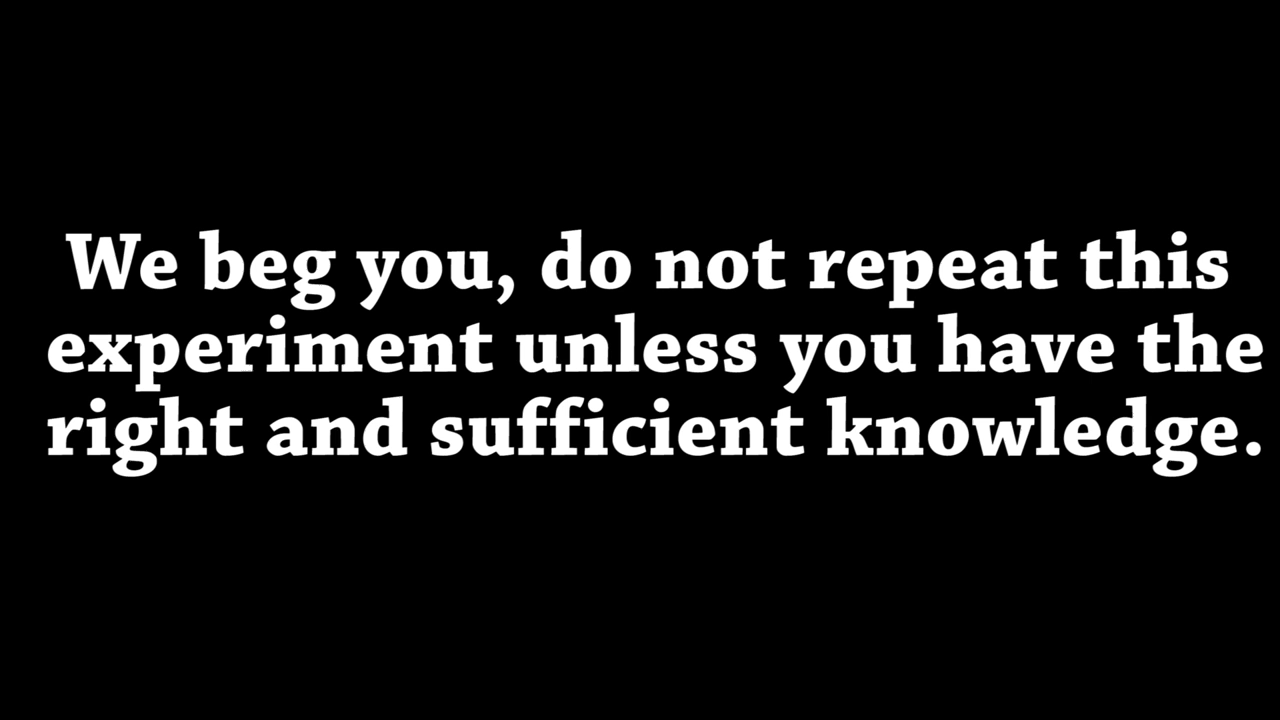 We beg you, do not repeat this
experiment unless you have the
right and sufficient knowledge.